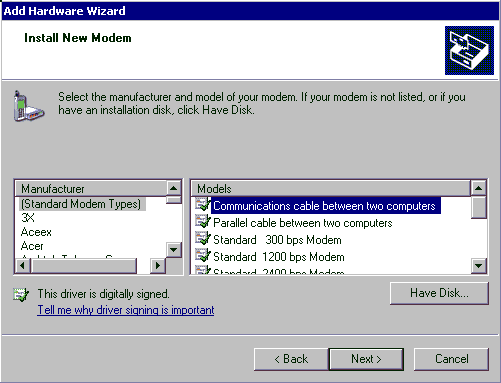 Add Hardware Wizard
Install New Modem
Select the manufacturer and model of your modem. If your modem is not listed, or if you
have an installation disk, click Have Disk.
Manufacturer
(Standard Modem Types)
3X
Aceex
Acer
Models
Communications cable between two computers
Parallel cable between two computers
Standard 300 bps Modem
Standard 1200 bps Modem
Standard 2400 bps Modem
This driver is digitally signed.
Tell me why driver signing is important
Have Disk...
< Back
Next >
Cancel